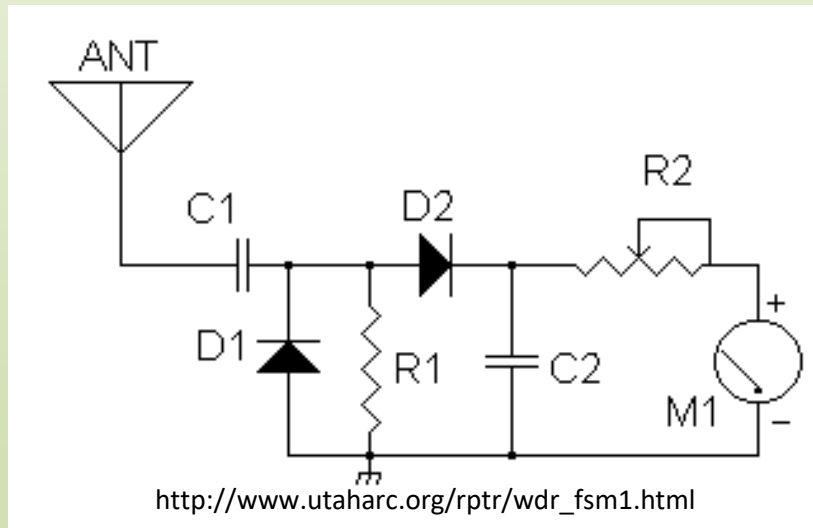 ANT
C1
D2
R2
D1
R1
C2
M1
+
−
http://www.utaharc.org/rptr/wdr_fsm1.html